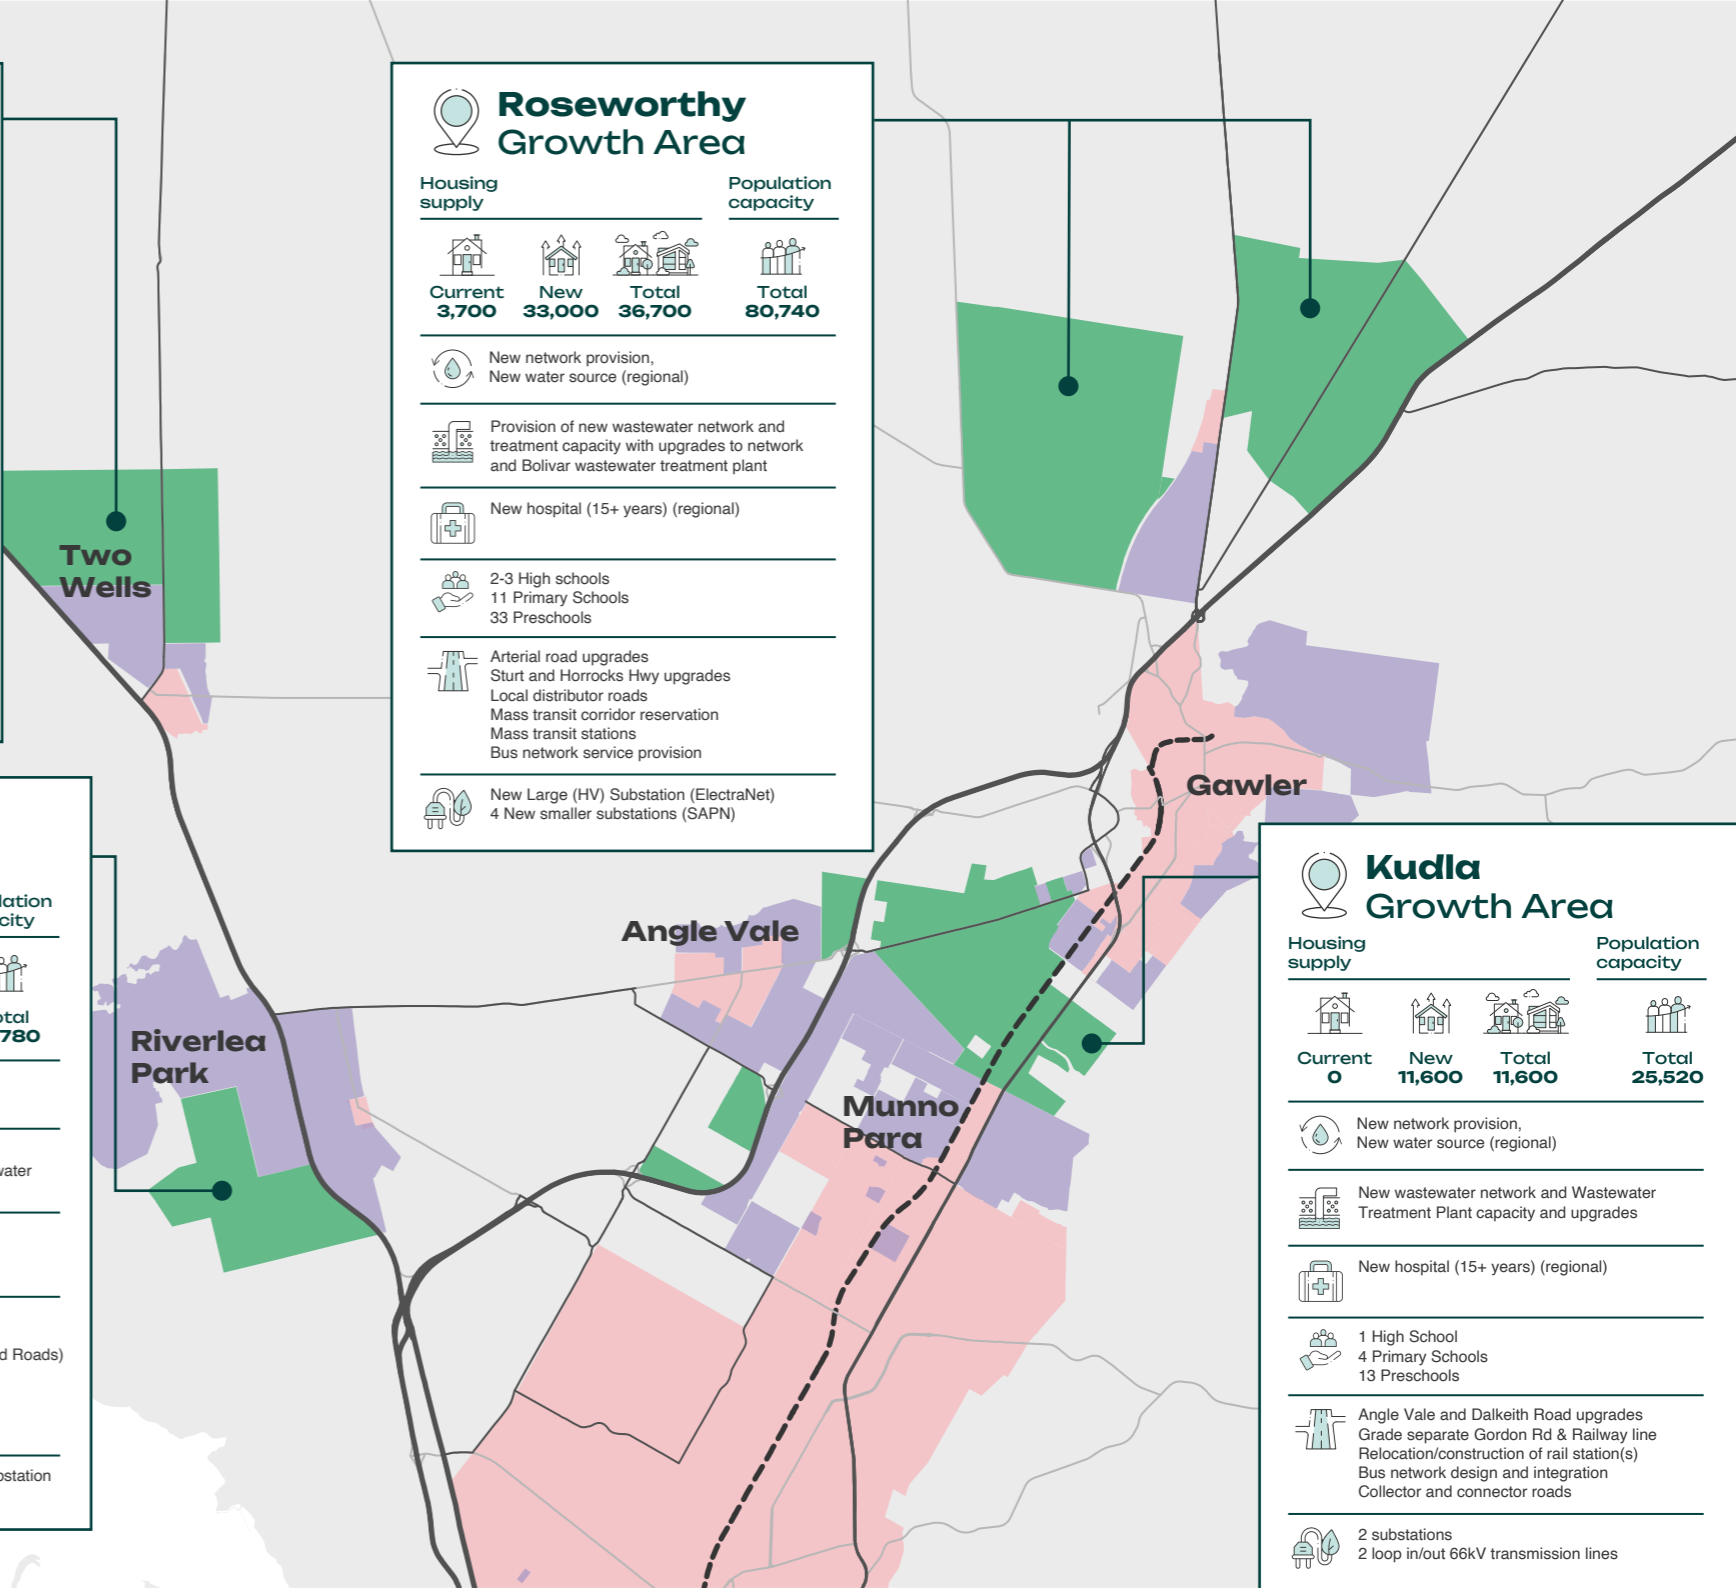 Roseworthy
Growth Area
Housing
supply
Population
capacity
Current
3,700
New
33,000
Total
36,700
Total
80,740
New network provision,
New water source (regional)
Provision of new wastewater network and
treatment capacity with upgrades to network
and Bolivar wastewater treatment plant
New hospital (15+ years) (regional)
2-3 High schools
11 Primary Schools
33 Preschools
Arterial road upgrades
Sturt and Horrocks Hwy upgrades
Local distributor roads
Mass transit corridor reservation
Mass transit stations
Bus network service provision
New Large (HV) Substation (ElectraNet)
4 New smaller substations (SAPN)
Two
Wells
Gawler
Angle Vale
Riverlea
Park
Munno
Para
lation
city
otal
780
vater
d Roads)
ostation
Kudla
Growth Area
Housing
supply
Population
capacity
Current
0
New
11,600
Total
11,600
Total
25,520
New network provision,
New water source (regional)
New wastewater network and Wastewater
Treatment Plant capacity and upgrades
New hospital (15+ years) (regional)
1 High School
4 Primary Schools
13 Preschools
Angle Vale and Dalkeith Road upgrades
Grade separate Gordon Rd & Railway line
Relocation/construction of rail station(s)
Bus network design and integration
Collector and connector roads
2 substations
2 loop in/out 66kV transmission lines